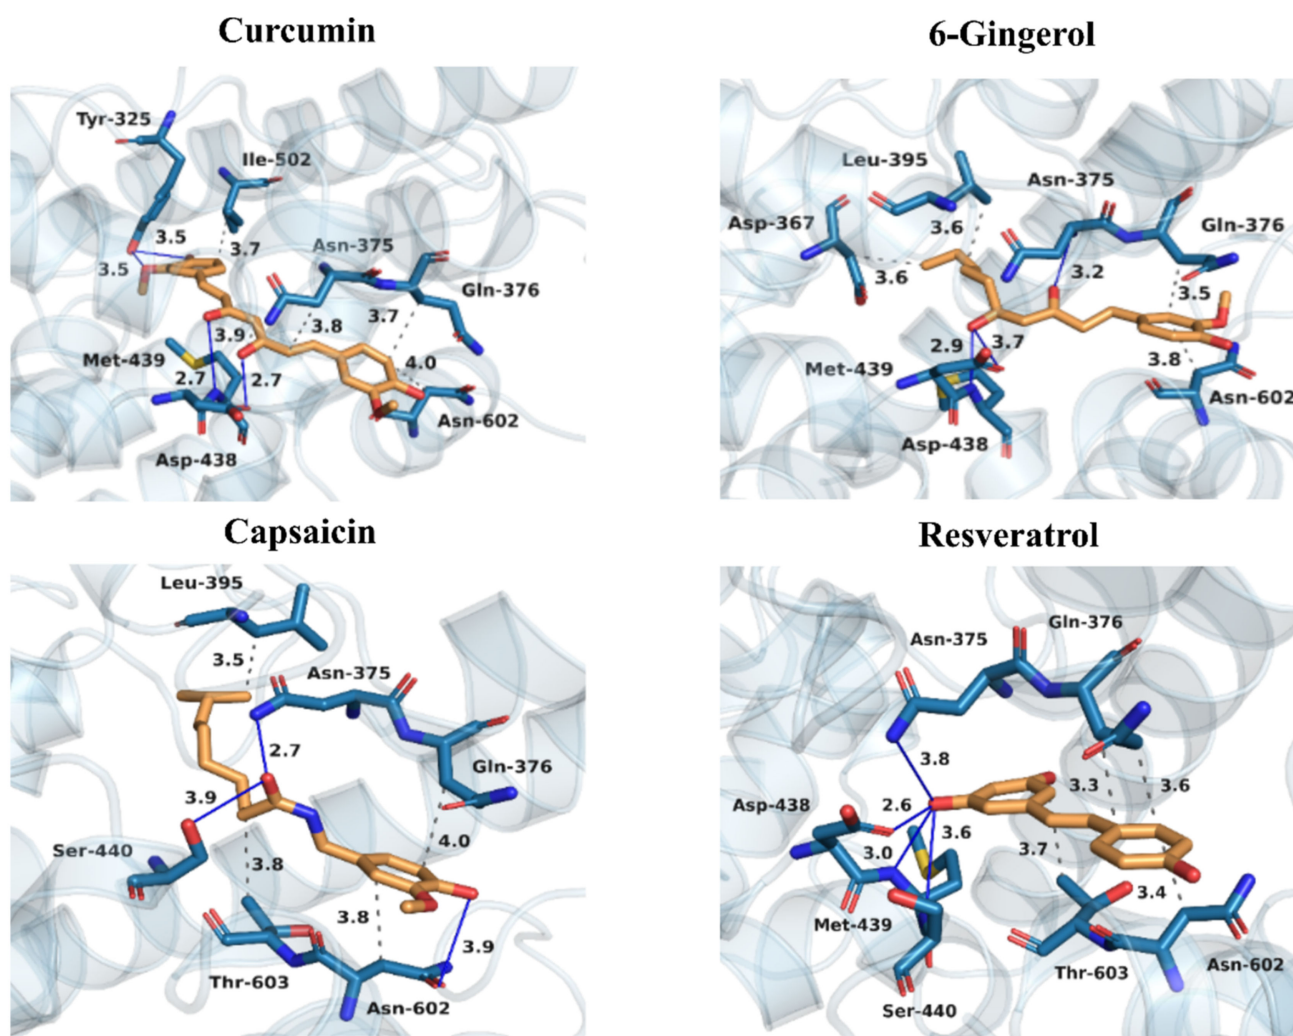 Curcumin
Tyr-325
Ile-502
3.5
3.7
3.5
Asn-375
Gln-376
3.9
3.8
3.7
Met-439
2.7
2.7
4.0
Asn-602
Asp-438
6-Gingerol
Leu-395
Asn-375
Asp-367
3.6
Gln-376
3.6
3.2
3.5
2.9
3.7
Met-439
3.8
Asn-602
Asp-438
Capsaicin
Leu-395
3.5
Asn-375
2.7
Gln-376
3.9
4.0
Ser-440
3.8
3.8
3.9
Thr-603
Asn-602
Resveratrol
Gln-376
Asn-375
3.8
3.3
3.6
Asp-438
2.6
3.6
3.0
3.7
3.4
Met-439
Thr-603
Asn-602
Ser-440